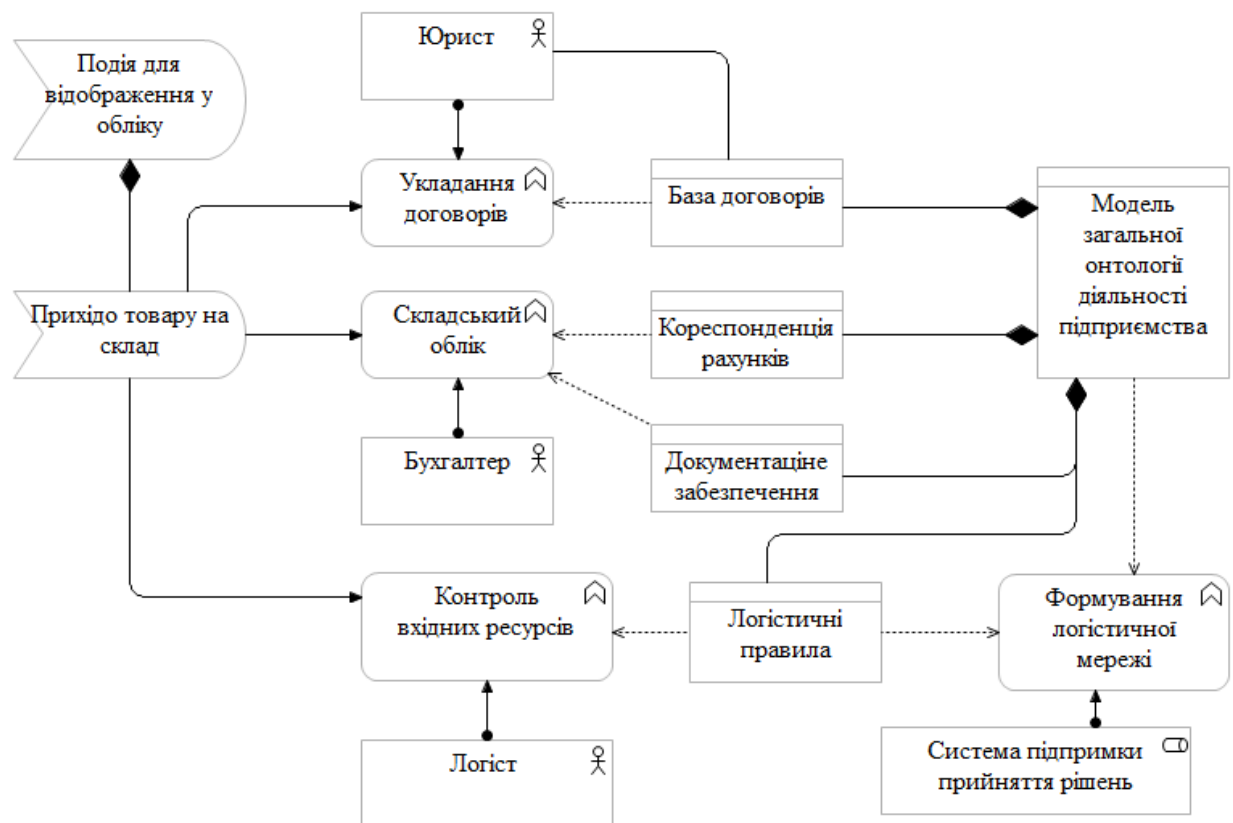 Юрист
Подія для
відображення у
обліку
Укладання
договорів
База договорів
Модель
загальної
онтології
діяльності
підприємства
Прихідо товару на
склад
Складський
облік
Кореспонденція
рахунків
Бухгалтер
Документаціне
забезпечення
Контроль
вхідних ресурсів
Логістичні
правила
Формування
логістичної
мережі
Логіст
Система підпримки
прийняття рішень